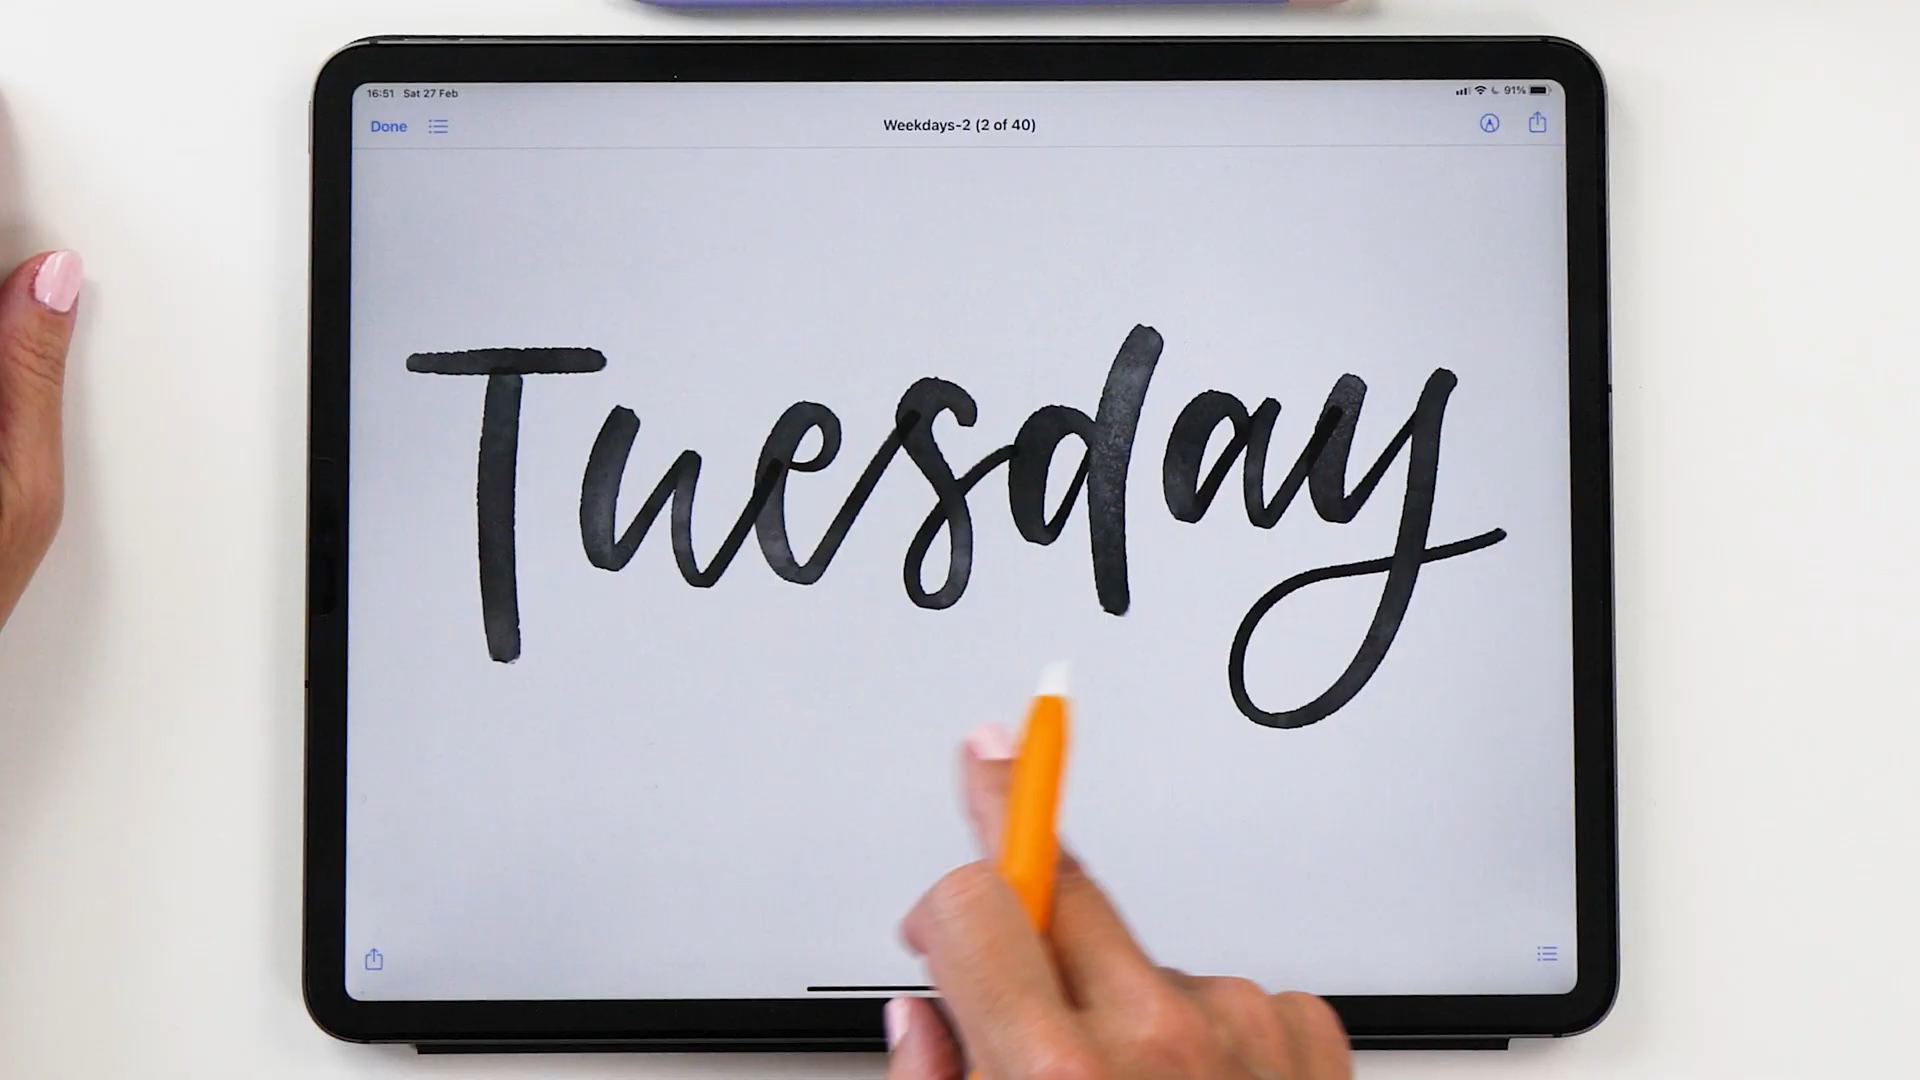 16:51 Sat 27 Feb
91%
Done
Weekdays-2 (2 of 40)
Tuesday